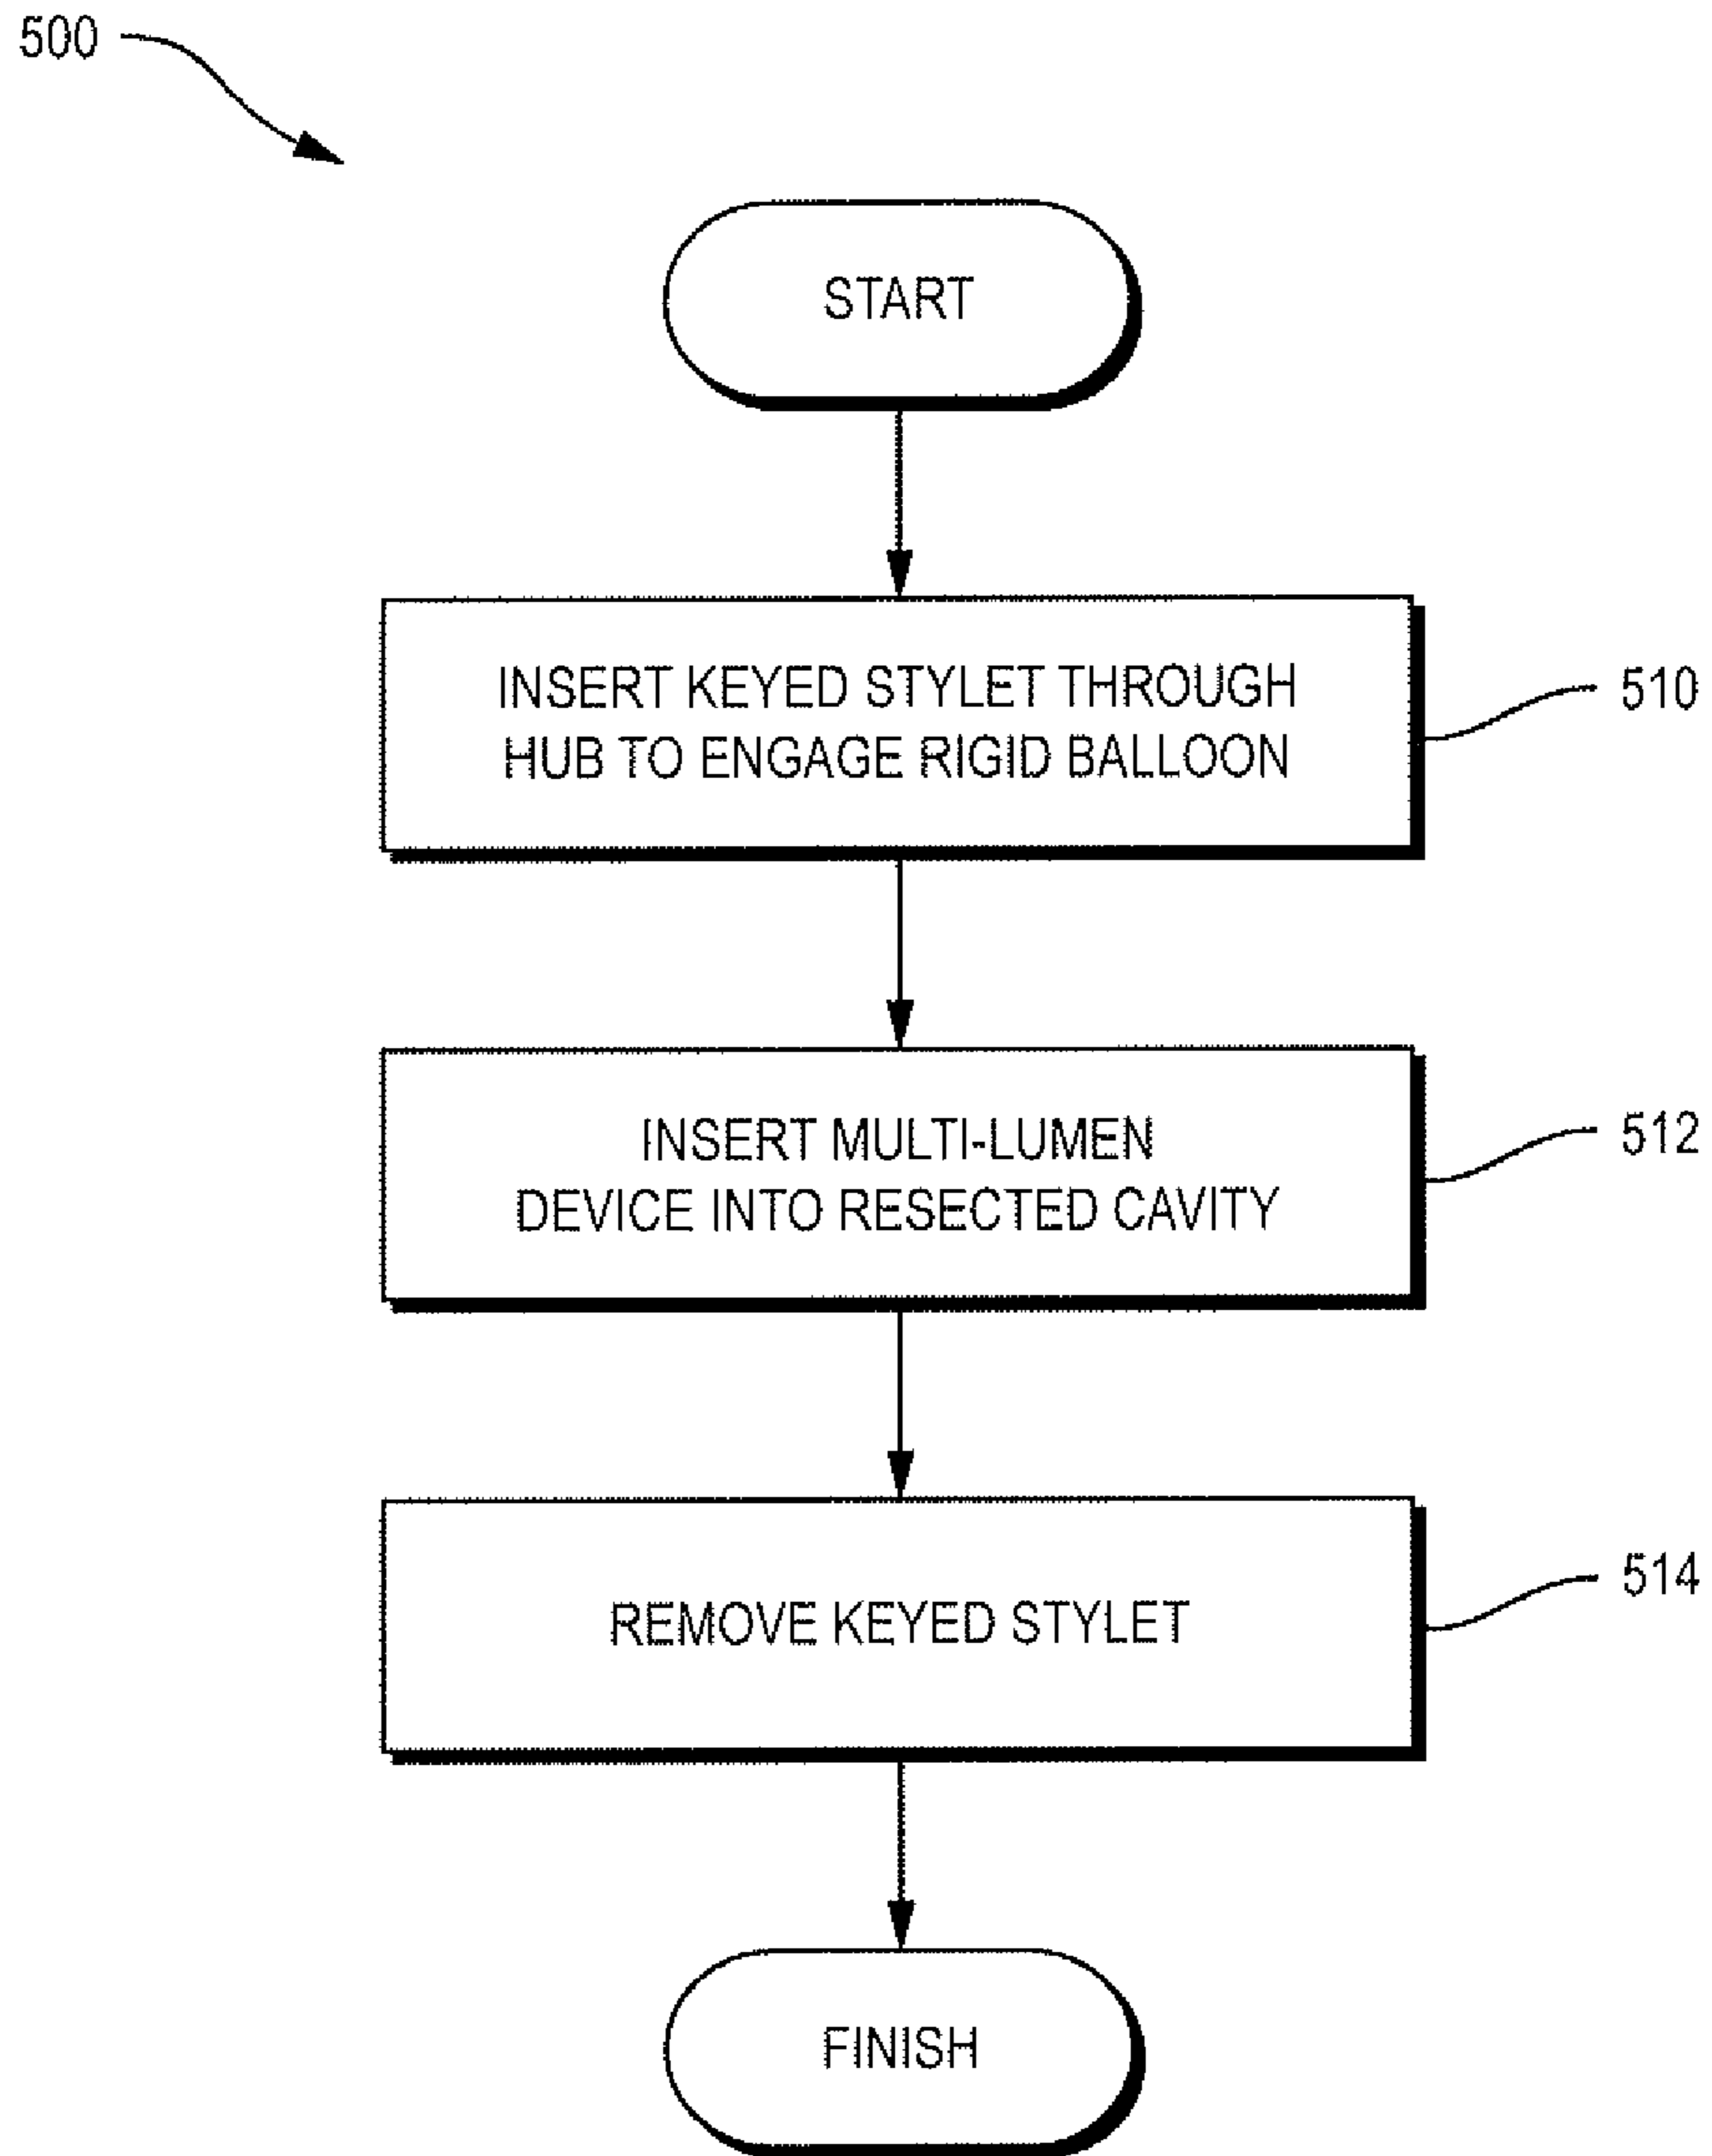 500
START
INSERT KEYED STYLET THROUGH
HUB TO ENGAGE RIGID BALLOON
510
INSERT MULTI-LUMEN
DEVICE INTO RESECTED CAVITY
512
REMOVE KEYED STYLET
514
FINISH